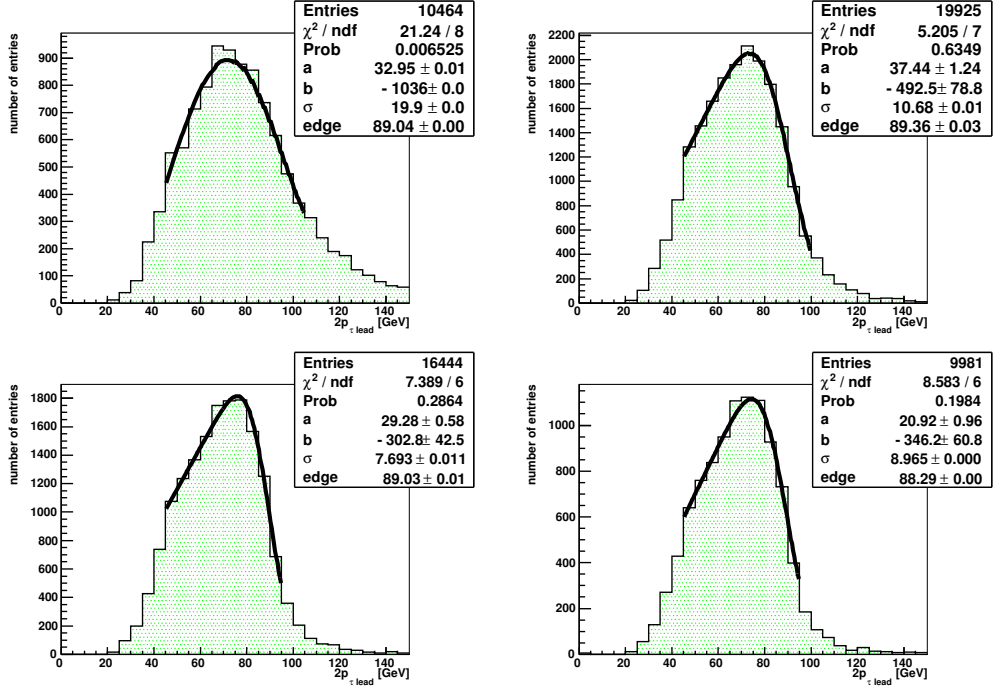 Entries 10464
χ² / ndf 21.24 / 8
Prob 0.006525
a 32.95 ± 0.01
b - 1036± 0.0
σ 19.9 ± 0.0
edge 89.04 ± 0.00
number of entries
900
800
700
600
500
400
300
200
100
0
0 20 40 60 80 100 120 140
2p τ lead [GeV]
Entries 19925
χ² / ndf 5.205 / 7
Prob 0.6349
a 37.44 ± 1.24
b - 492.5± 78.8
σ 10.68 ± 0.01
edge 89.36 ± 0.03
number of entries
2200
2000
1800
1600
1400
1200
1000
800
600
400
200
0
0 20 40 60 80 100 120 140
2p τ lead [GeV]
Entries 16444
χ² / ndf 7.389 / 6
Prob 0.2864
a 29.28 ± 0.58
b - 302.8± 42.5
σ 7.693 ± 0.011
edge 89.03 ± 0.01
number of entries
1800
1600
1400
1200
1000
800
600
400
200
0
0 20 40 60 80 100 120 140
2p τ lead [GeV]
Entries 9981
χ² / ndf 8.583 / 6
Prob 0.1984
a 20.92 ± 0.96
b - 346.2± 60.8
σ 8.965 ± 0.000
edge 88.29 ± 0.00
number of entries
1000
800
600
400
200
0
0 20 40 60 80 100 120 140
2p τ lead [GeV]